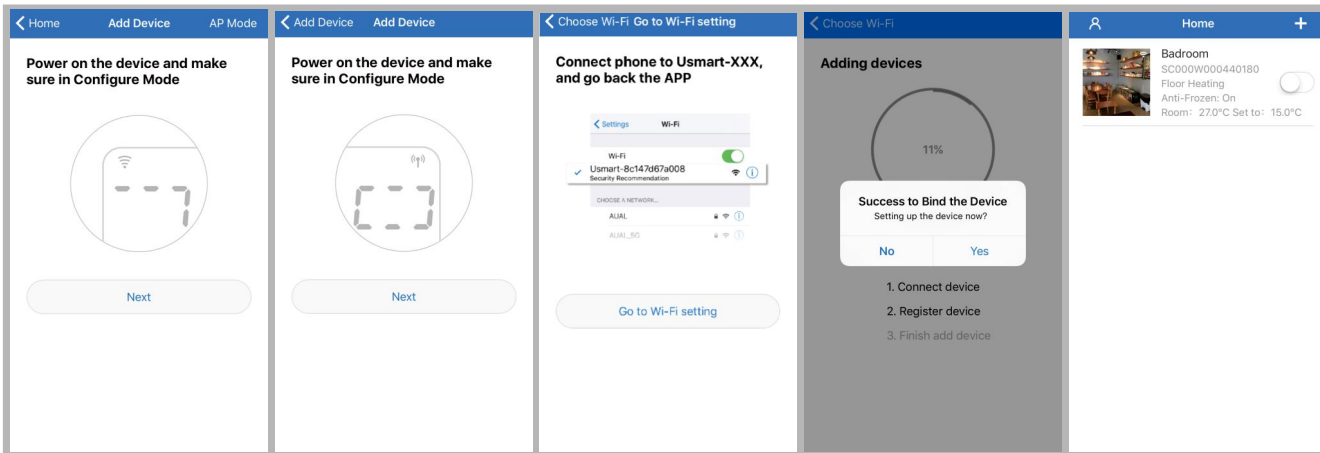 Home Add Device AP Mode
Power on the device and make
sure in Configure Mode
Next
Add Device Add Device
Power on the device and make
sure in Configure Mode
Next
Choose Wi-Fi Go to Wi-Fi setting
Connect phone to Usmart-XXX,
and go back the APP
Settings Wi-Fi
Wi-Fi
Usmart-8c147d67a008
Security Recommendation
CHOOSE A NETWORK...
AIJAL
AIJAL_5G
Go to Wi-Fi setting
Choose Wi-Fi
Adding devices
11%
Success to Bind the Device
Setting up the device now?
No Yes
1. Connect device
2. Register device
3. Finish add device
Home
Badroom
SC000W000440180
Floor Heating
Anti-Frozen: On
Room: 27.0°C Set to: 15.0°C